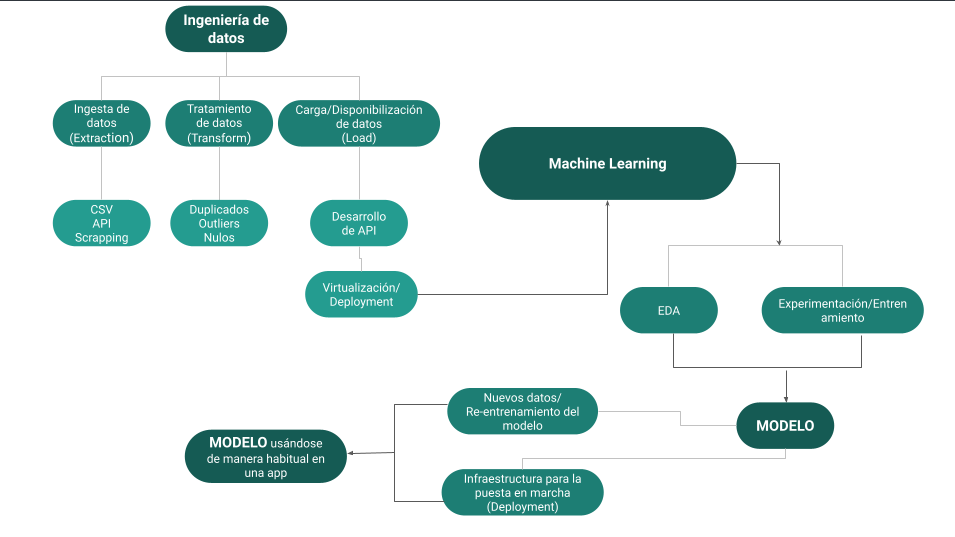 Ingeniería de
datos
Ingesta de
datos
(Extraction)
Tratamiento
de datos
(Transform)
Carga/Disponibilización
de datos
(Load)
CSV
API
Scrapping
Duplicados
Outliers
Nulos
Desarrollo
de API
Virtualización/
Deployment
Machine Learning
EDA
Experimentación/Entren
amiento
MODELO
Nuevos datos/
Re-entrenamiento del
modelo
Infraestructura para la
puesta en marcha
(Deployment)
MODELO usándose
de manera habitual en
una app